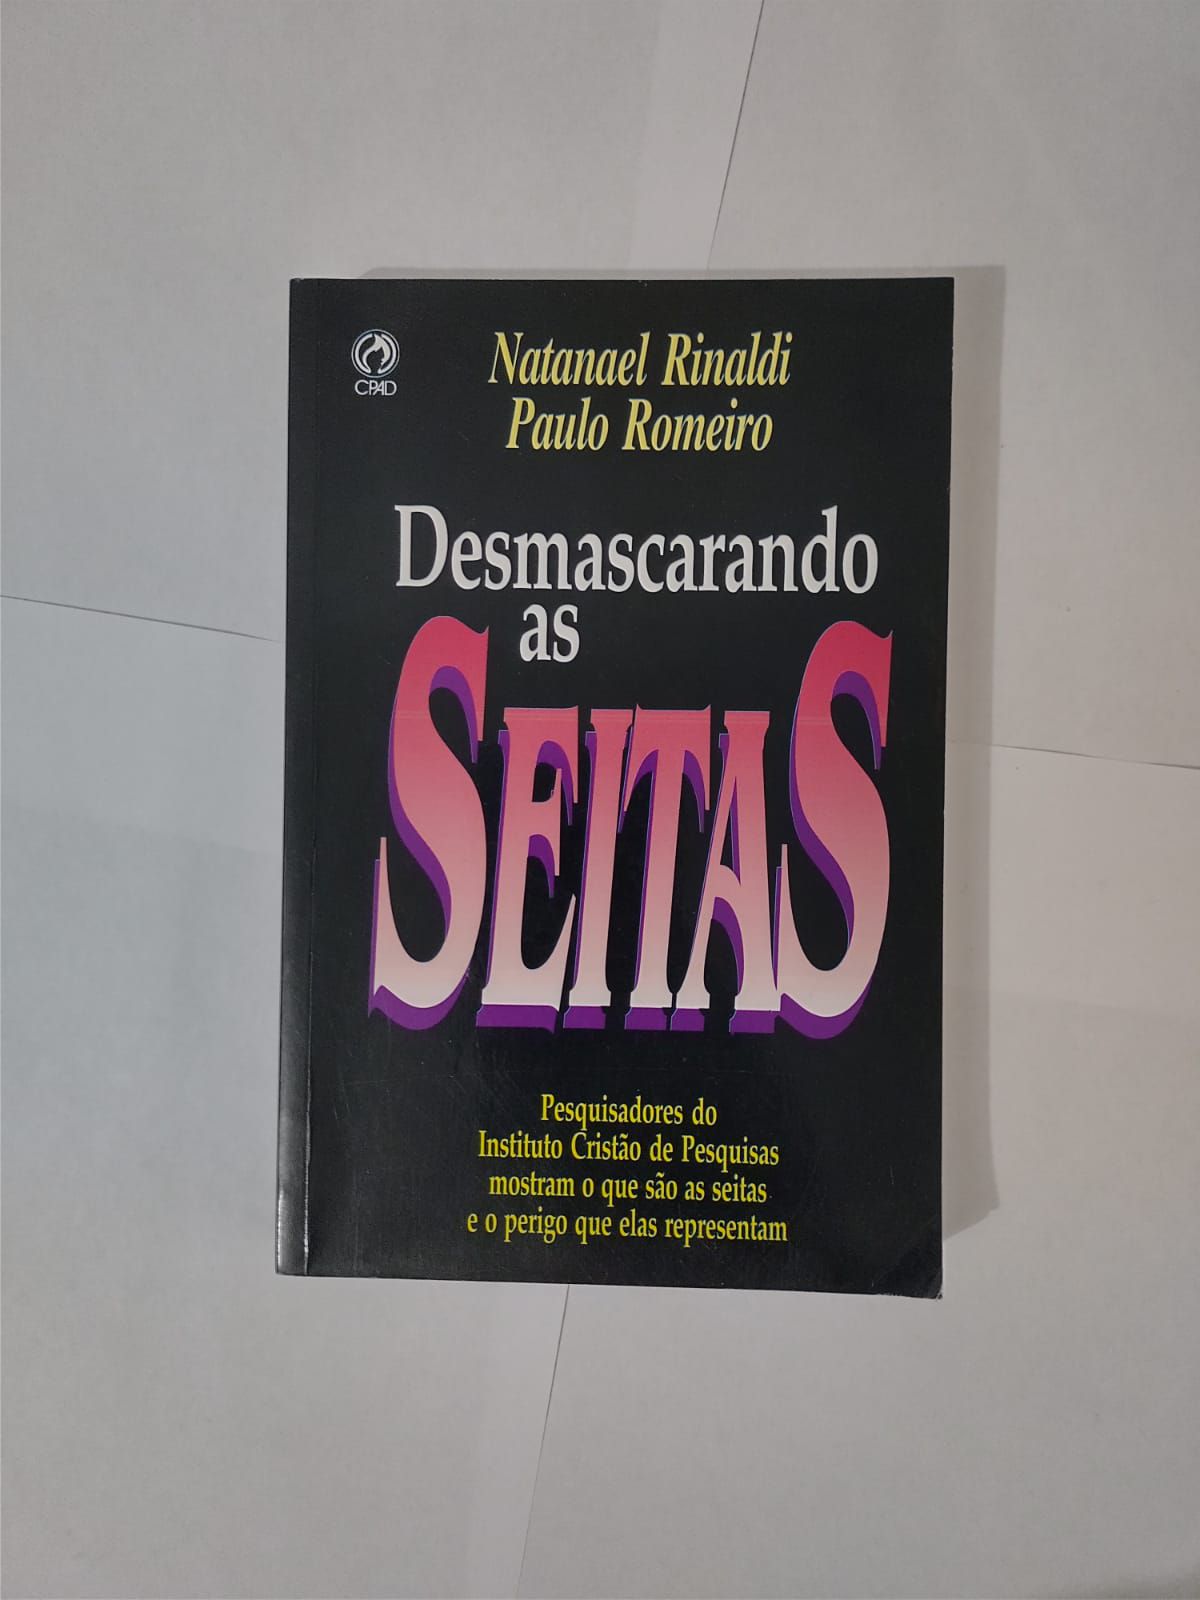 CPAD
Natanael Rinaldi
Paulo Romeiro
Desmascarando
as
SEITAS
Pesquisadores do
Instituto Cristão de Pesquisas
mostram o que são as seitas
e o perigo que elas representam